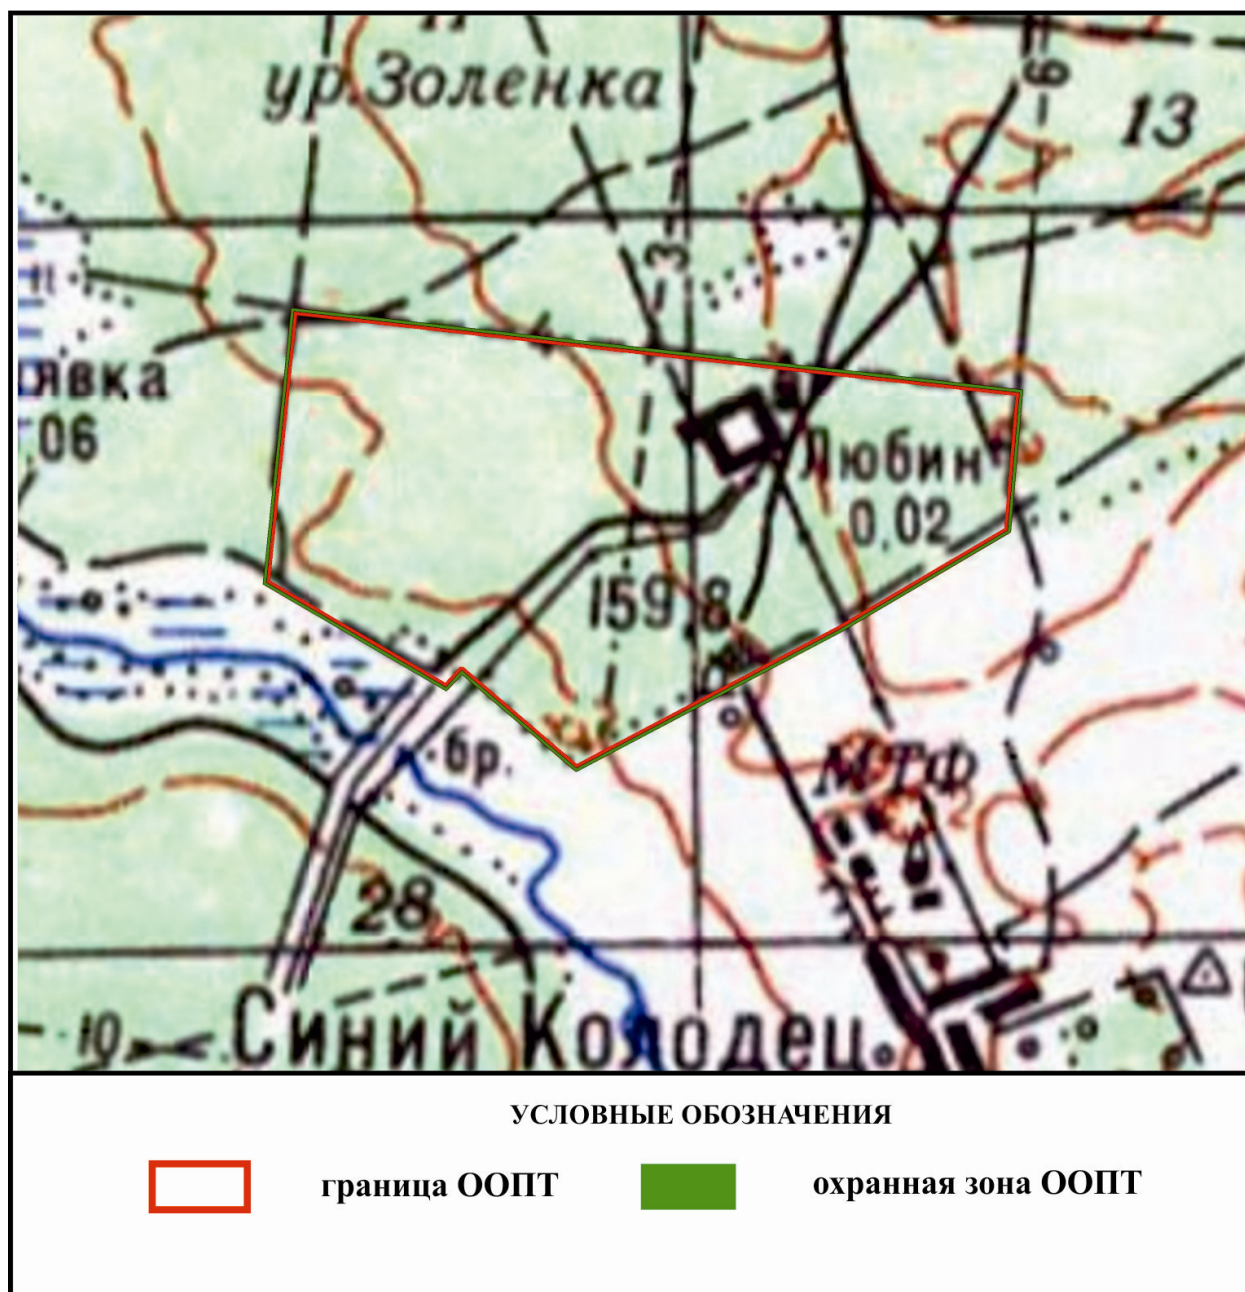 ур. Золенка
6
13
3
явка
06
Любин
0,02
159,8
бр.
МТФ
28
10
Синий Колодец
УСЛОВНЫЕ ОБОЗНАЧЕНИЯ
граница ООПТ
охранная зона ООПТ